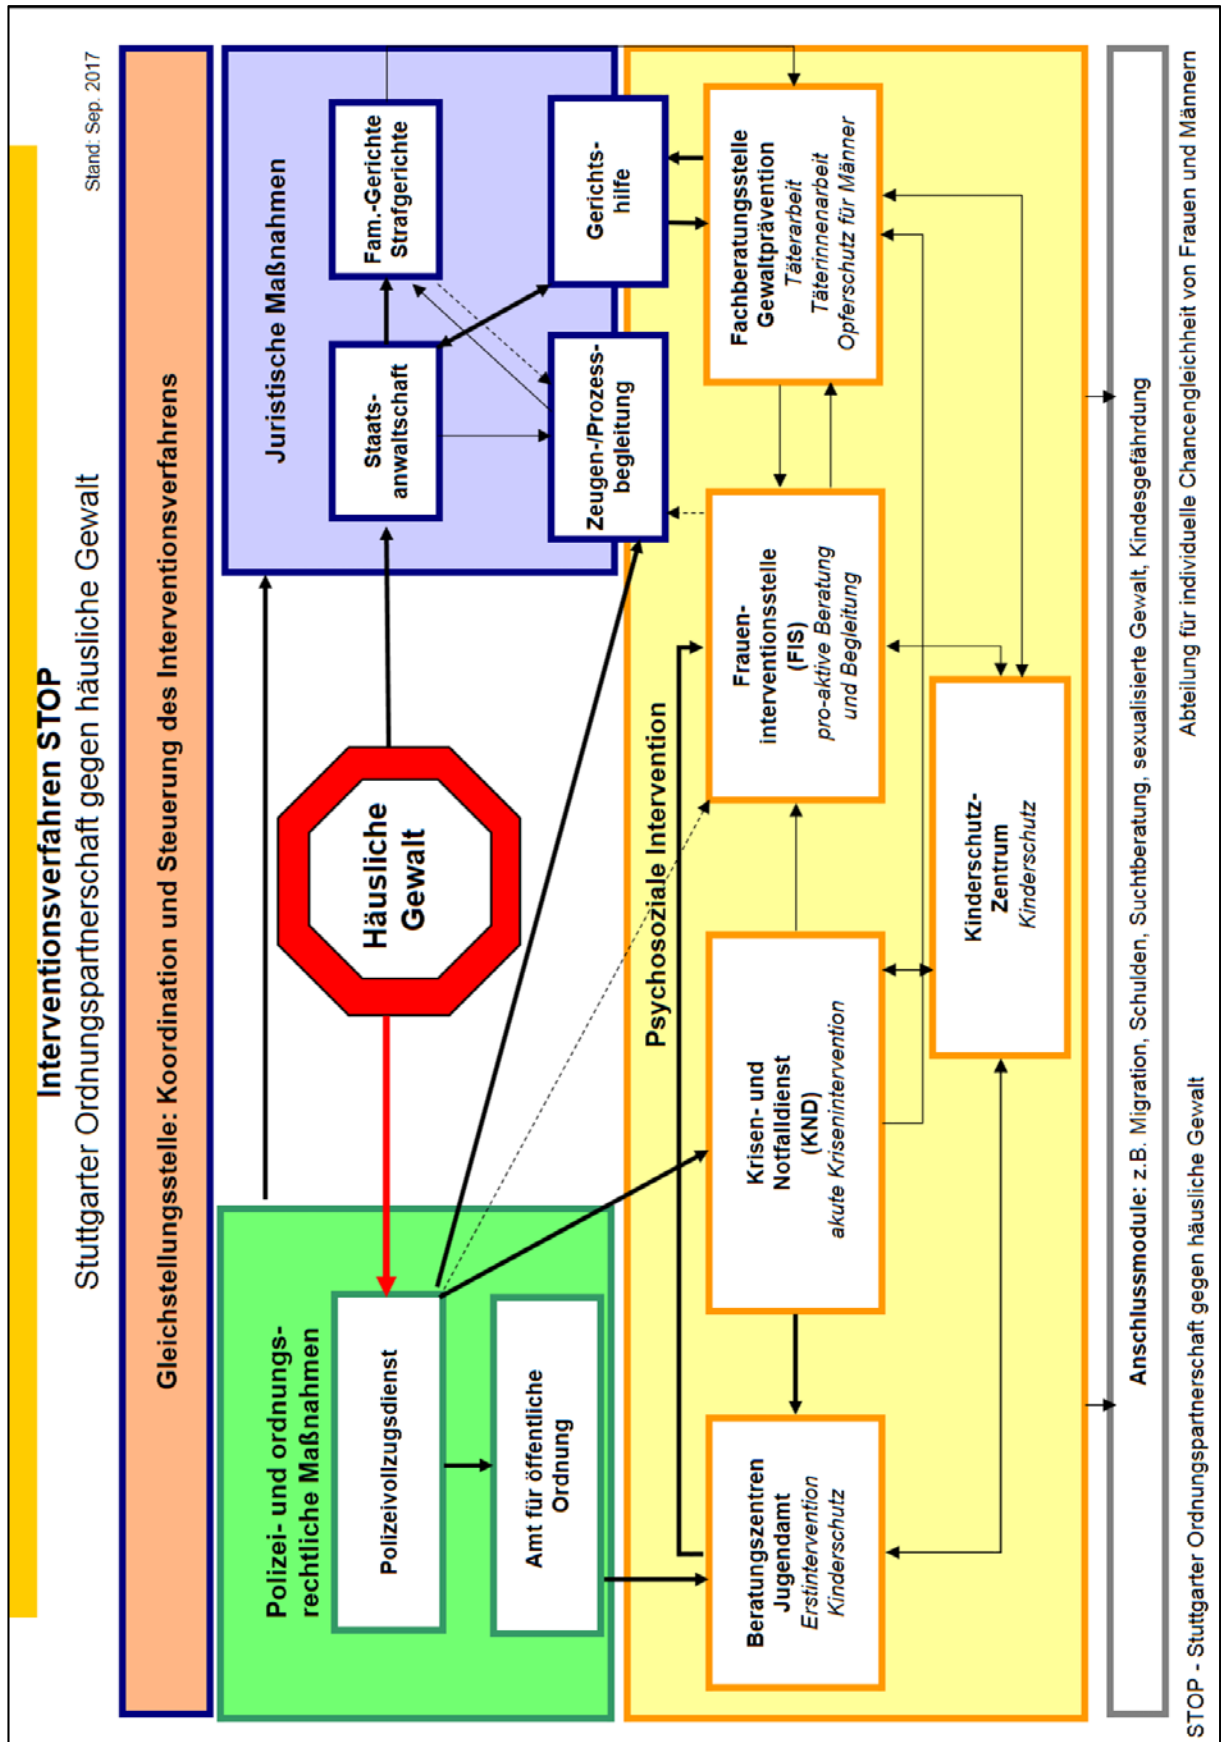 Interventionsverfahren STOP
Stuttgarter Ordnungspartnerschaft gegen häusliche Gewalt
Stand: Sep. 2017
Gleichstellungsstelle: Koordination und Steuerung des Interventionsverfahrens
Polizei- und ordnungs-
rechtliche Maßnahmen
Polizeivollzugsdienst
Amt für öffentliche
Ordnung
Häusliche
Gewalt
Juristische Maßnahmen
Staats-
anwaltschaft
Fam.-Gerichte
Strafgerichte
Zeugen-/Prozess-
begleitung
Gerichts-
hilfe
Psychosoziale Intervention
Beratungszentren
Jugendamt
Erstintervention
Kinderschutz
Krisen- und
Notfalldienst
(KND)
akute Krisenintervention
Frauen-
interventionsstelle
(FIS)
pro-aktive Beratung
und Begleitung
Fachberatungsstelle
Gewaltprävention
Täterarbeit
Täterinnenarbeit
Opferschutz für Männer
Kinderschutz-
Zentrum
Kinderschutz
Anschlussmodule: z.B. Migration, Schulden, Suchtberatung, sexualisierte Gewalt, Kindesgefährdung
STOP - Stuttgarter Ordnungspartnerschaft gegen häusliche Gewalt
Abteilung für individuelle Chancengleichheit von Frauen und Männern